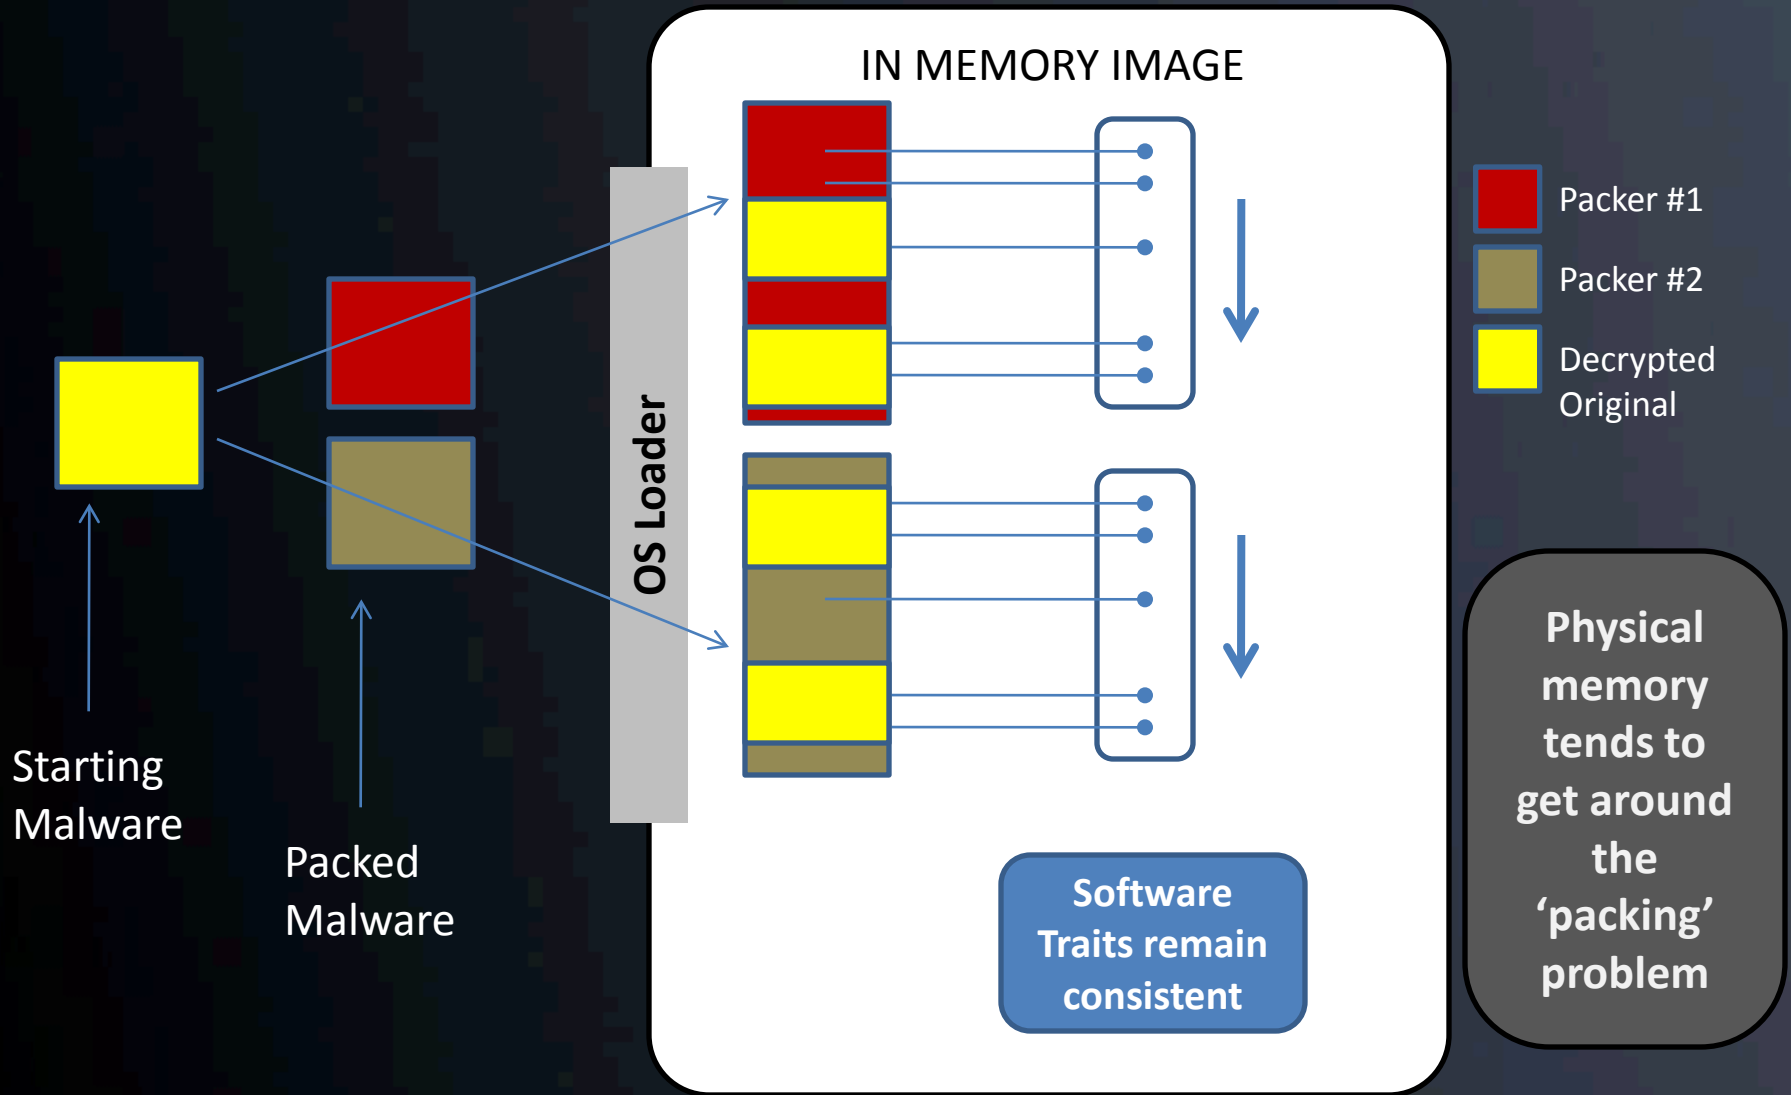 IN MEMORY IMAGE
Packer #1
Packer #2
Decrypted
Original
OS Loader
Starting
Malware
Packed
Malware
Software
Traits remain
consistent
Physical
memory
tends to
get around
the
‘packing’
problem